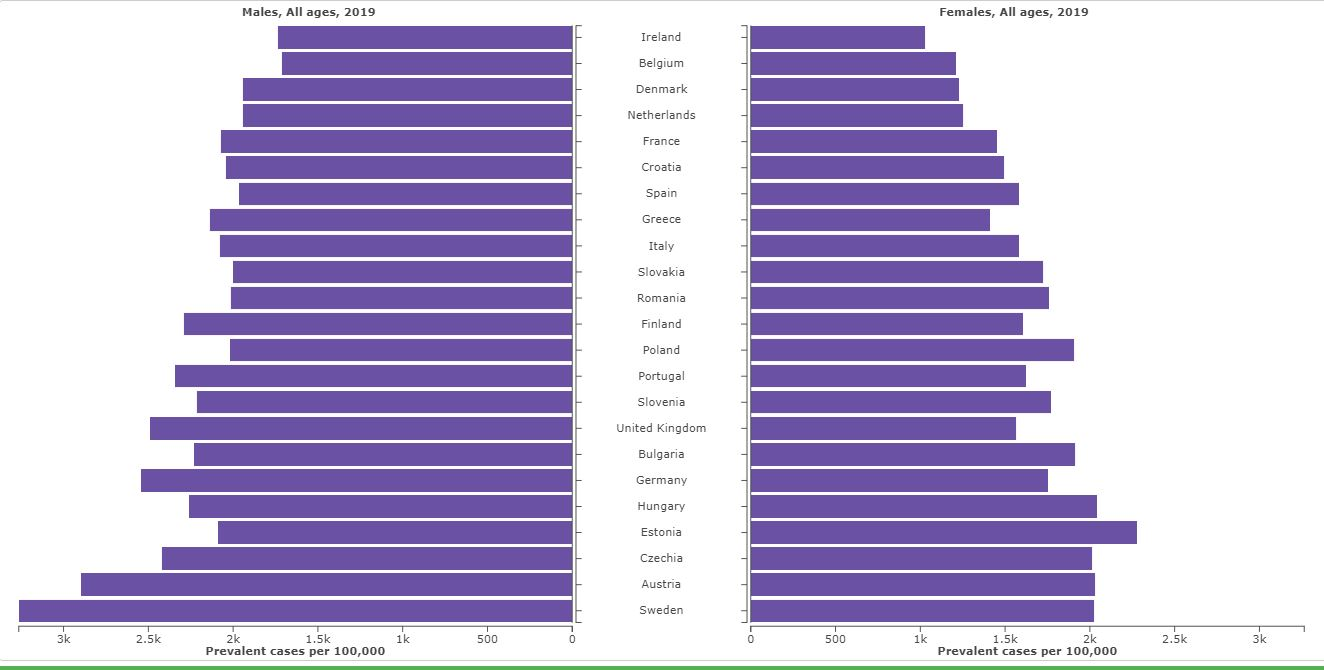 Males, All ages, 2019
Females, All ages, 2019
Ireland
Belgium
Denmark
Netherlands
France
Croatia
Spain
Greece
Italy
Slovakia
Romania
Finland
Poland
Portugal
Slovenia
United Kingdom
Bulgaria
Germany
Hungary
Estonia
Czechia
Austria
Sweden
3k 2.5k 2k 1.5k 1k 500 0
0 500 1k 1.5k 2k 2.5k 3k
Prevalent cases per 100,000
Prevalent cases per 100,000